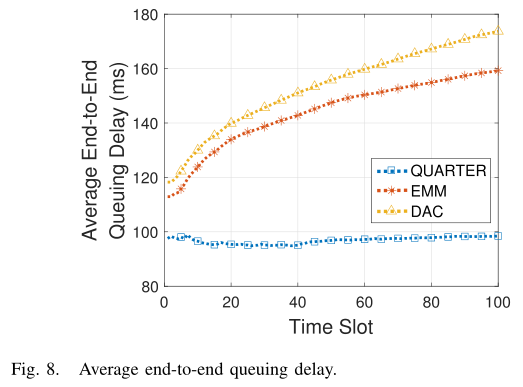 180
160
140
120
100
80
Average End-to-End
Queuing Delay (ms)
QUARTER
EMM
DAC
0
20
40
60
80
100
Time Slot
Fig. 8. Average end-to-end queuing delay.